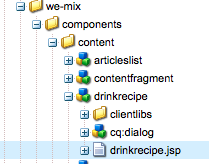 we-mix
components
content
articleslist
contentfragment
drinkrecipe
clientlibs
cq:dialog
drinkrecipe.jsp